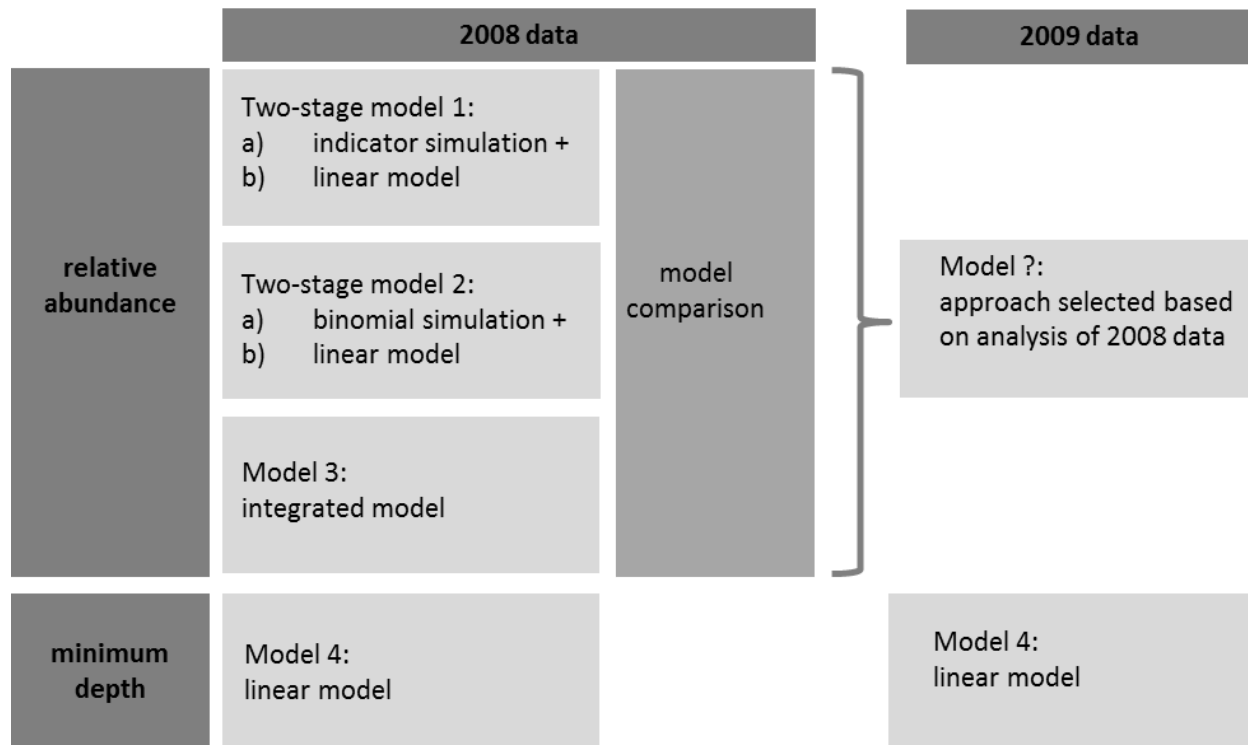 2008 data
2009 data
relative
abundance
Two-stage model 1:
a) indicator simulation +
b) linear model
Two-stage model 2:
a) binomial simulation +
b) linear model
Model 3:
integrated model
model
comparison
Model ?:
approach selected based
on analysis of 2008 data
minimum
depth
Model 4:
linear model
Model 4:
linear model